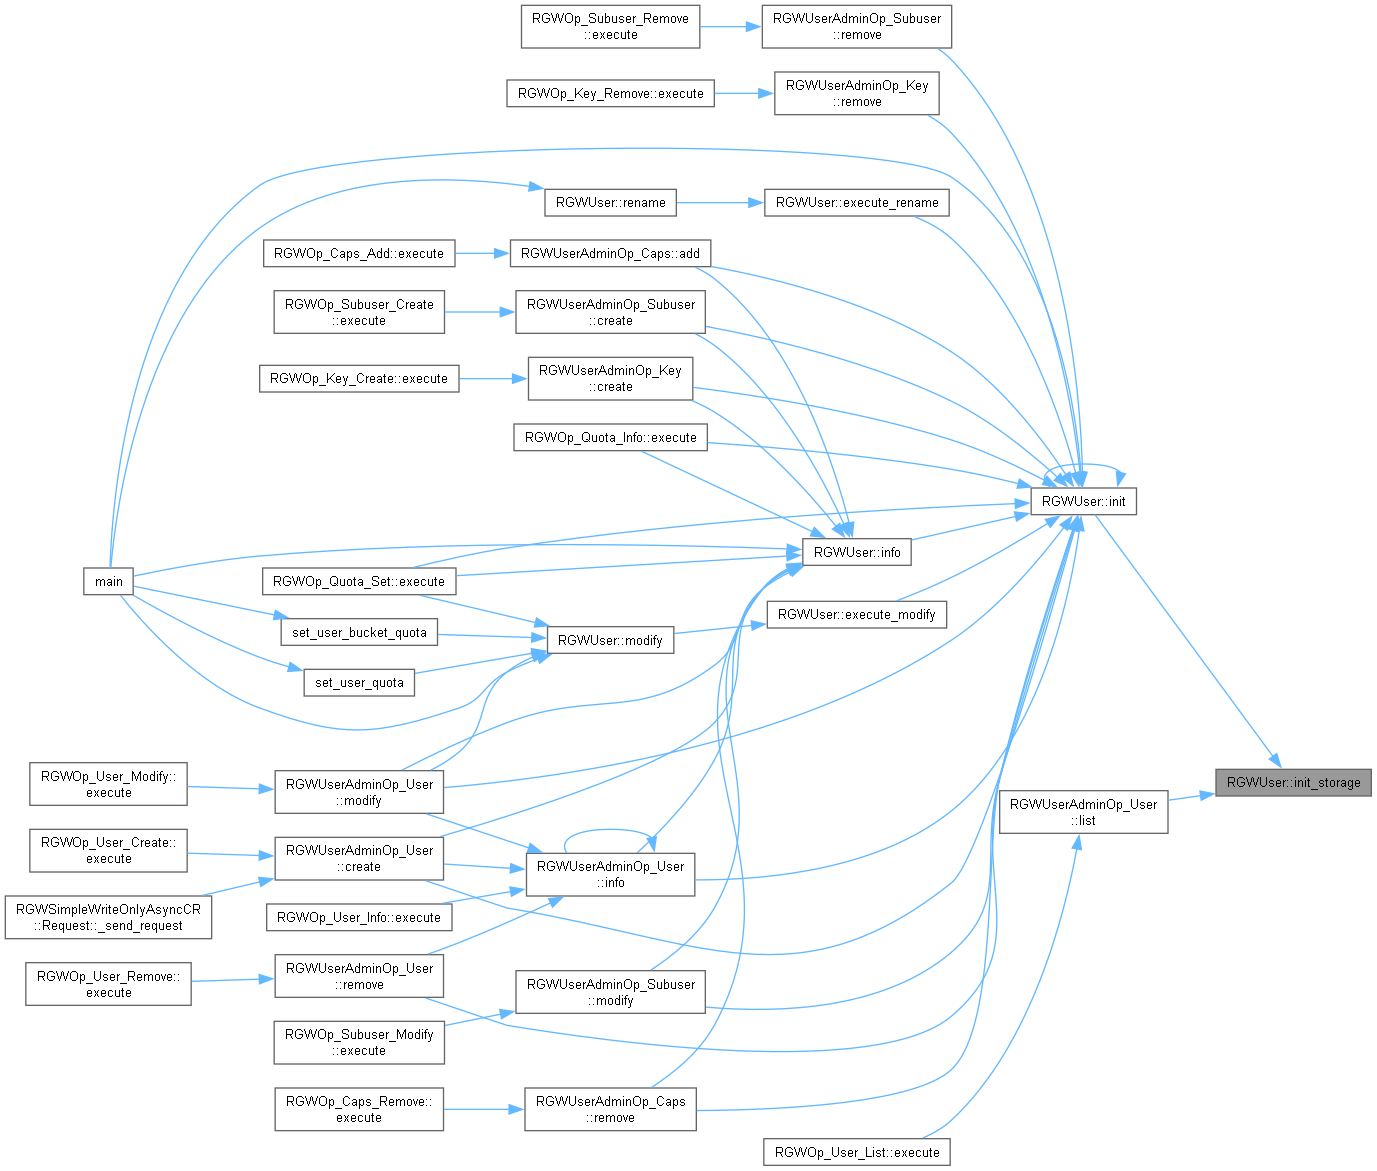 RGWOp_Subuser_Remove
::execute
RGWUserAdminOp_Subuser
::remove
RGWOp_Key_Remove::execute
RGWUserAdminOp_Key
::remove
RGWUser::rename
RGWUser::execute_rename
RGWOp_Caps_Add::execute
RGWUserAdminOp_Caps::add
RGWOp_Subuser_Create
::execute
RGWUserAdminOp_Subuser
::create
RGWOp_Key_Create::execute
RGWUserAdminOp_Key
::create
RGWOp_Quota_Info::execute
RGWUser::init
RGWUser::info
main
RGWOp_Quota_Set::execute
RGWUser::execute_modify
set_user_bucket_quota
RGWUser::modify
set_user_quota
RGWOp_User_Modify::
execute
RGWUserAdminOp_User
::modify
RGWUser::init_storage
RGWUserAdminOp_User
::list
RGWOp_User_Create::
execute
RGWUserAdminOp_User
::create
RGWUserAdminOp_User
::info
RGWSimpleWriteOnlyAsyncCR
::Request::_send_request
RGWOp_User_Info::execute
RGWOp_User_Remove::
execute
RGWUserAdminOp_User
::remove
RGWUserAdminOp_Subuser
::modify
RGWOp_Subuser_Modify
::execute
RGWOp_Caps_Remove::
execute
RGWUserAdminOp_Caps
::remove
RGWOp_User_List::execute